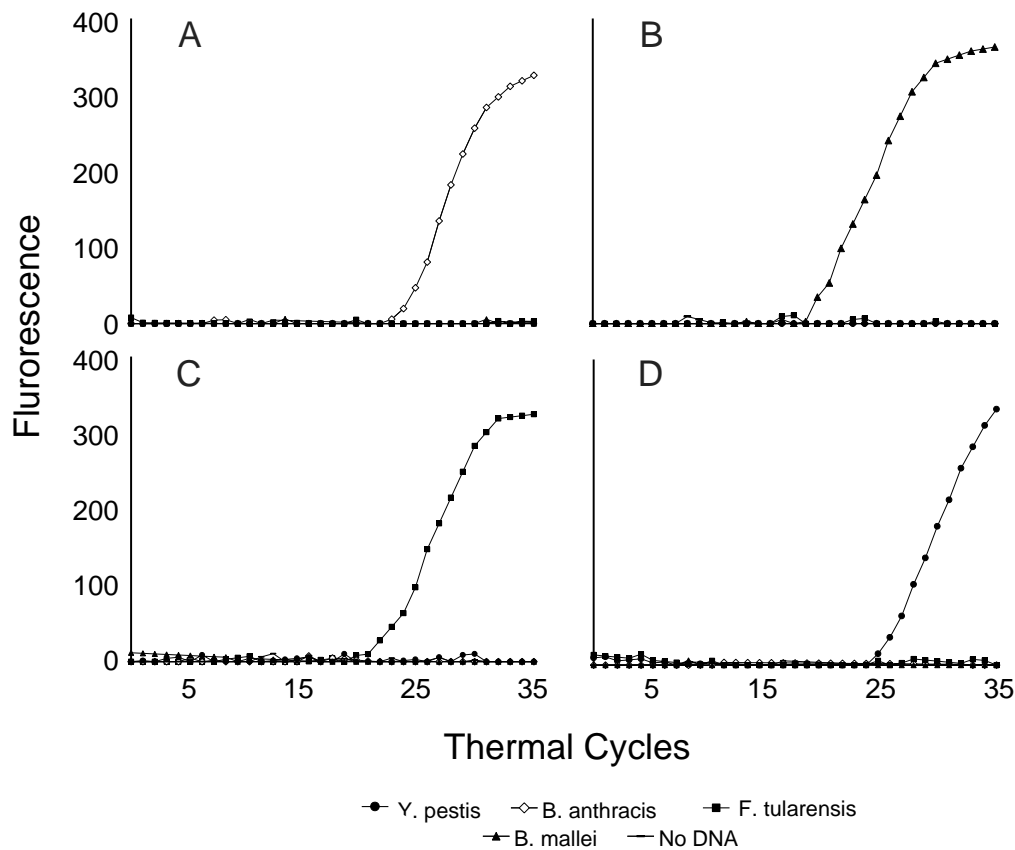 A B
400
300
200
100
0
C D
400
300
200
100
0
Flurorescence
5 15 25 35 5 15 25 35
Thermal Cycles
Y. pestis B. anthracis F. tularensis
B. mallei No DNA